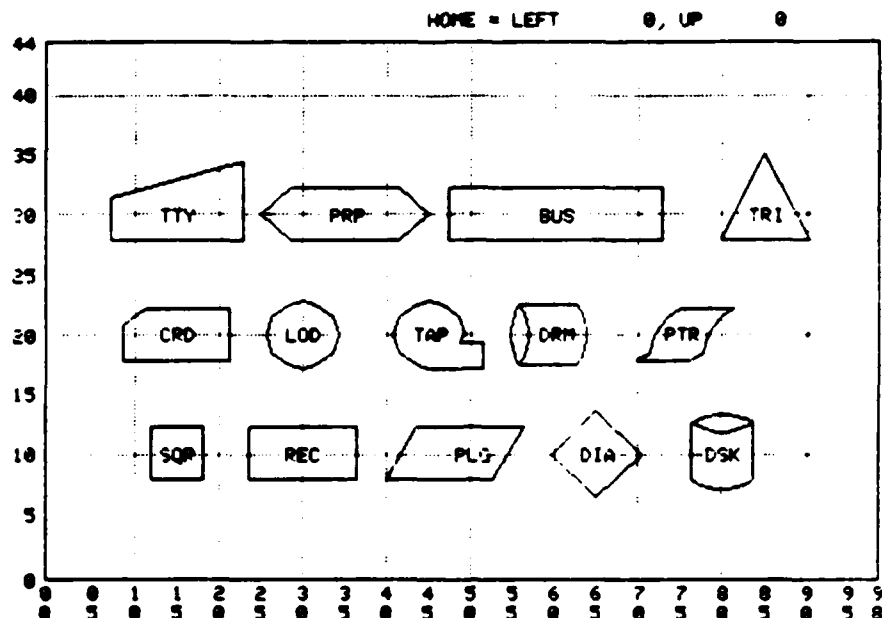 HOME = LEFT 0, UP 0
44
40
35
TTY PRP BUS TRI
30
25
CRD LOD TAP DRM PTR
20
15
SQR REC PLG DIA DSK
10
5
0
0 0 1 1 2 2 3 3 4 4 5 5 6 6 7 7 8 8 9 9 9
0 5 0 5 0 5 0 5 0 5 0 5 0 5 0 5 0 5 0 5 8